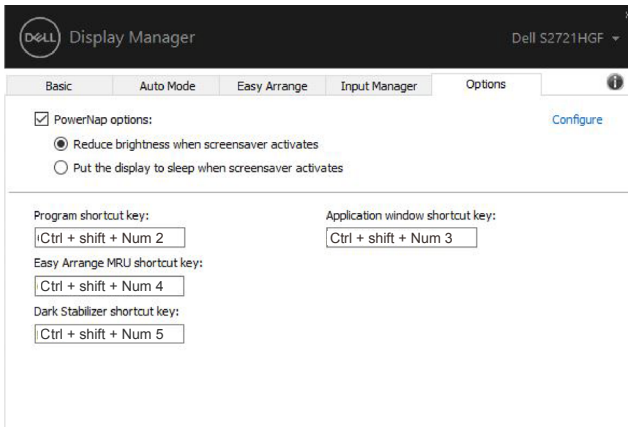 DELL Display Manager Dell S2721HGF
Basic Auto Mode Easy Arrange Input Manager Options
PowerNap options: Configure
Reduce brightness when screensaver activates
Put the display to sleep when screensaver activates
Program shortcut key: Application window shortcut key:
Ctrl + shift + Num 2 Ctrl + shift + Num 3
Easy Arrange MRU shortcut key:
Ctrl + shift + Num 4
Dark Stabilizer shortcut key:
Ctrl + shift + Num 5